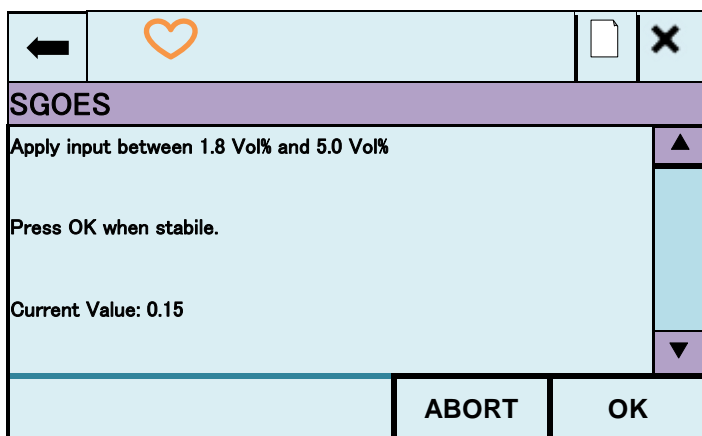 SGOES
Apply input between 1.8 Vol% and 5.0 Vol%
Press OK when stabile.
Current Value: 0.15
ABORT
OK